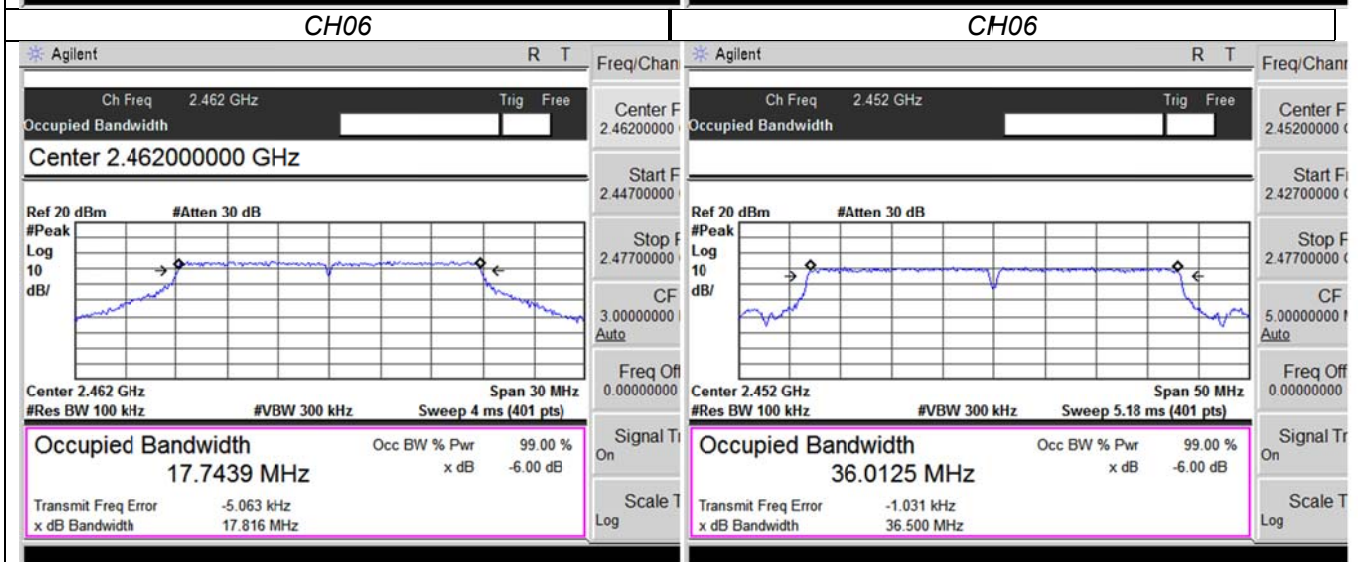 CH06
CH06
Agilent
R T
Freq/Chan
Ch Freq 2.462 GHz
Trig Free
Occupied Bandwidth
Center 2.462000000 GHz
Center F
2.46200000
Start F
2.44700000
Stop F
2.47700000
CF
3.00000000
Auto
Freq Off
0.00000000
Signal Tr
On
Scale T
Log
Ref 20 dBm
#Atten 30 dB
#Peak
Log
10
dB/
Center 2.462 GHz
Span 30 MHz
#Res BW 100 kHz
#VBW 300 kHz
Sweep 4 ms (401 pts)
Occupied Bandwidth
17.7439 MHz
Occ BW % Pwr 99.00 %
x dB -6.00 dB
Transmit Freq Error -5.063 kHz
x dB Bandwidth 17.816 MHz
Agilent
R T
Freq/Chan
Ch Freq 2.452 GHz
Trig Free
Occupied Bandwidth
Center F
2.45200000
Start F
2.42700000
Stop F
2.47700000
CF
5.00000000
Auto
Freq Off
0.00000000
Signal Tr
On
Scale T
Log
Ref 20 dBm
#Atten 30 dB
#Peak
Log
10
dB/
Center 2.452 GHz
Span 50 MHz
#Res BW 100 kHz
#VBW 300 kHz
Sweep 5.18 ms (401 pts)
Occupied Bandwidth
36.0125 MHz
Occ BW % Pwr 99.00 %
x dB -6.00 dB
Transmit Freq Error -1.031 kHz
x dB Bandwidth 36.500 MHz